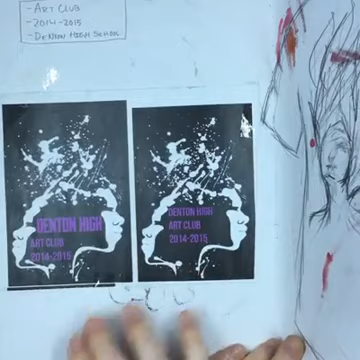 - ART CLUB
- 2014-2015
- DENTON HIGH SCHOOL
DENTON HIGH
ART CLUB
2014-2015
DENTON HIGH
ART CLUB
2014-2015